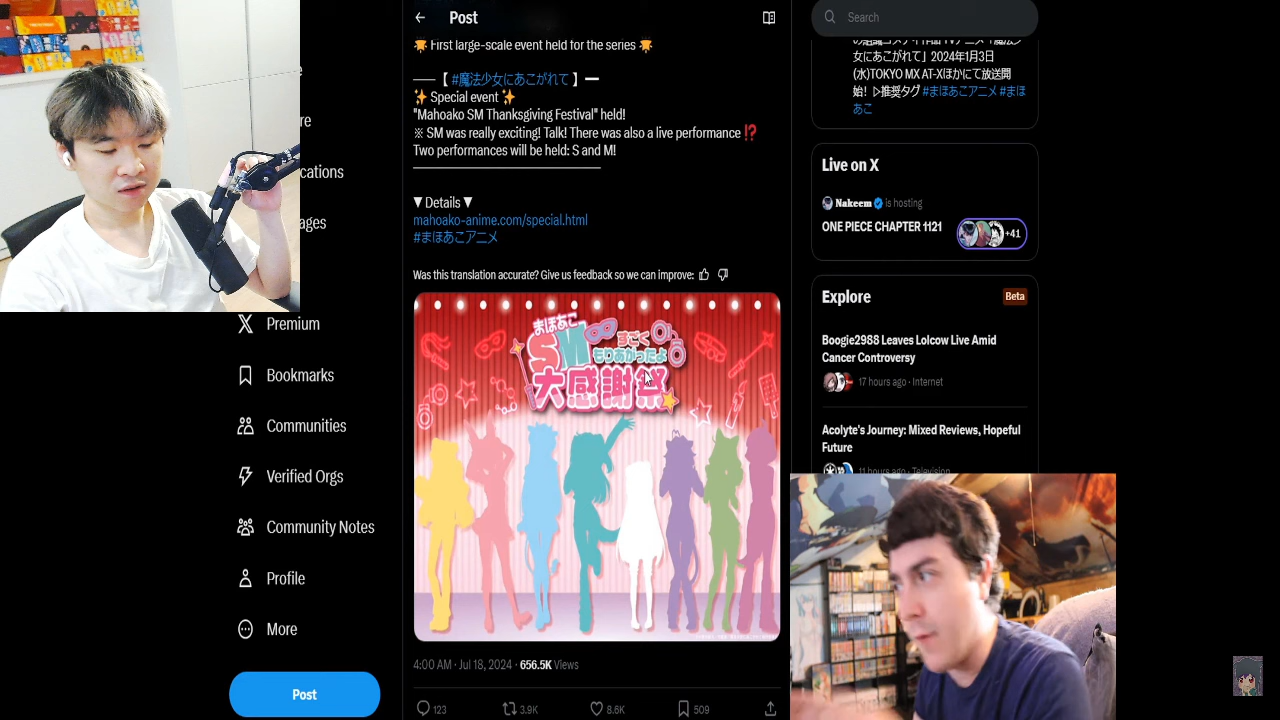 Post
First large-scale event held for the series
【 #魔法少女にあこがれて 】
Special event
"Mahoako SM Thanksgiving Festival" held!
※ SM was really exciting! Talk! There was also a live performance ⁉
Two performances will be held: S and M!
▼ Details ▼
mahoako-anime.com/special.html
#まほあこアニメ
Was this translation accurate? Give us feedback so we can improve:
まほあこ
SM
すごく
もりあがったよ
大感謝祭
4:00 AM · Jul 18, 2024 · 656.5K Views
123
3.9K
8.6K
509
re
cations
ages
Premium
Bookmarks
Communities
Verified Orgs
Community Notes
Profile
More
Post
Search
女にあこがれて』2024年1月3日
(水)TOKYO MX AT-Xほかにて放送開
始！▷推奨タグ #まほあこアニメ #まほ
あこ
Live on X
Nakeem is hosting
ONE PIECE CHAPTER 1121
+41
Explore
Beta
Boogie2988 Leaves Lolcow Live Amid
Cancer Controversy
17 hours ago · Internet
Acolyte's Journey: Mixed Reviews, Hopeful
Future
11 hours ago · Television